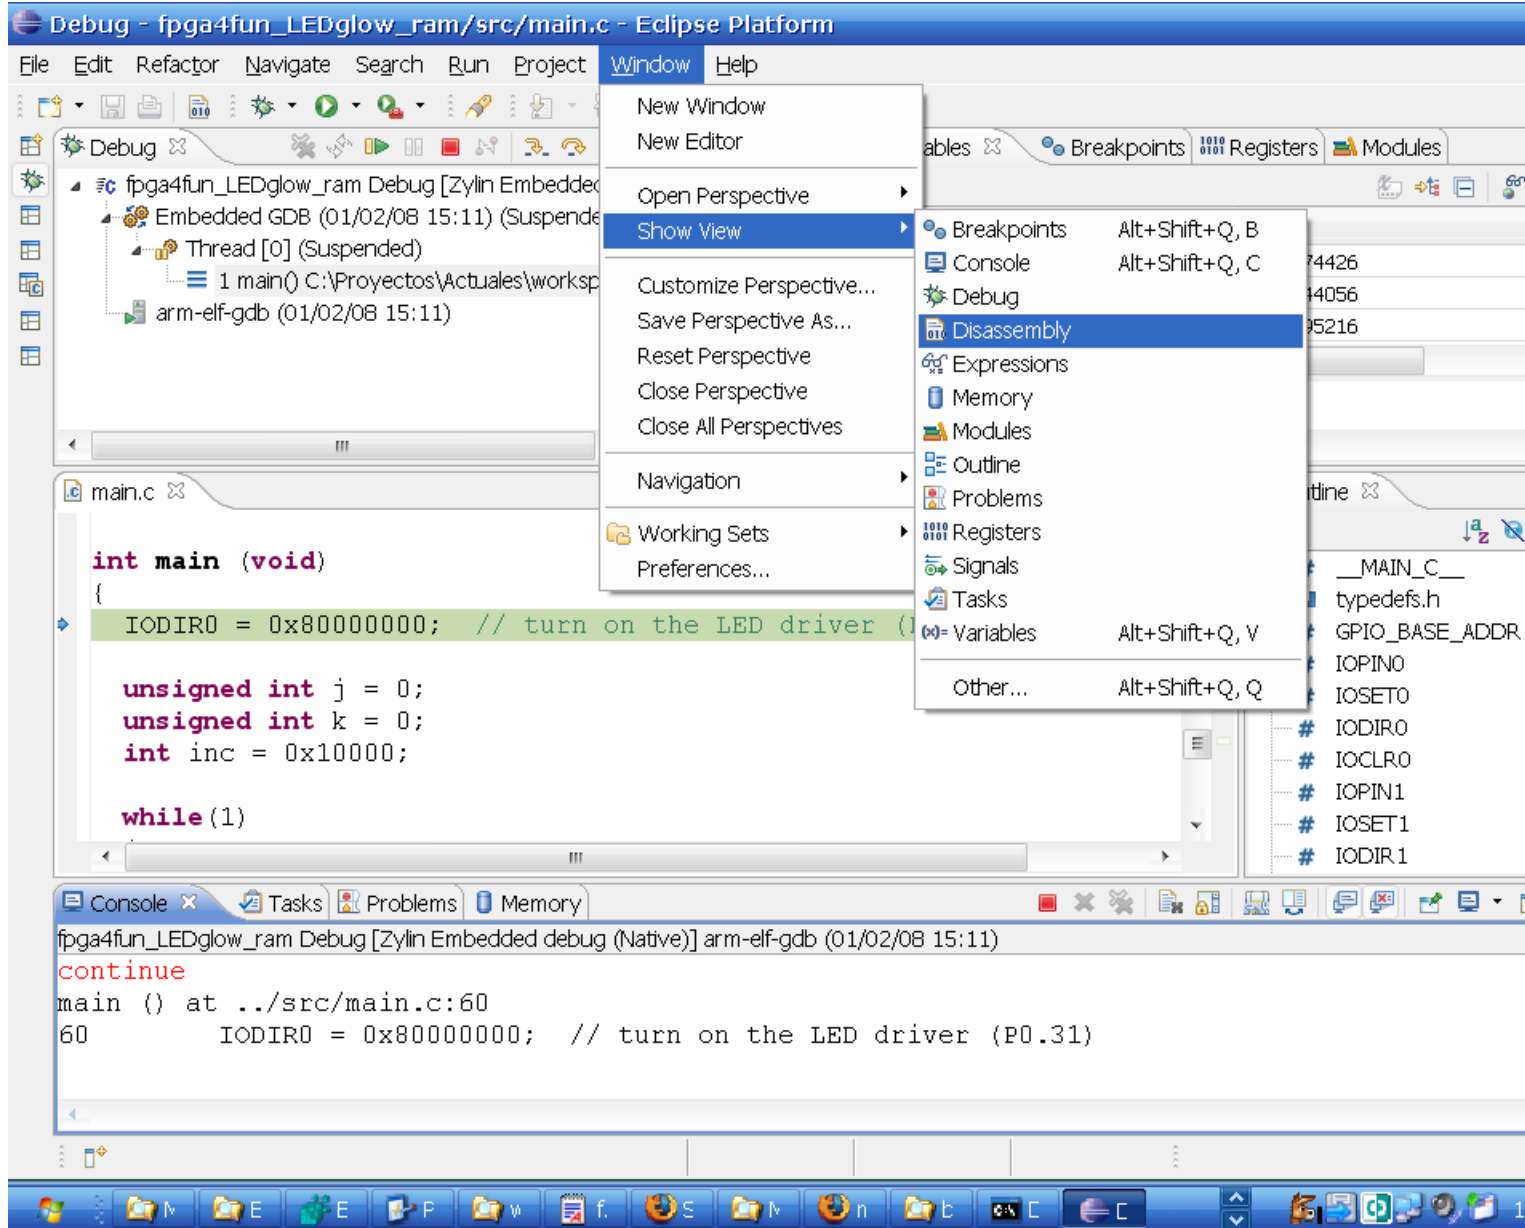 Debug - fpga4fun_LEDglow_ram/src/main.c - Eclipse Platform
File Edit Refactor Navigate Search Run Project Window Help
New Window
New Editor
Open Perspective
Show View
Customize Perspective...
Save Perspective As...
Reset Perspective
Close Perspective
Close All Perspectives
Navigation
Working Sets
Preferences...
Breakpoints Alt+Shift+Q, B
Console Alt+Shift+Q, C
Debug
Disassembly
Expressions
Memory
Modules
Outline
Problems
Registers
Signals
Tasks
Variables Alt+Shift+Q, V
Other... Alt+Shift+Q, Q
Debug
fpga4fun_LEDglow_ram Debug [Zylin Embedded
Embedded GDB (01/02/08 15:11) (Suspende
Thread [0] (Suspended)
1 main() C:\Proyectos\Actuales\worksp
arm-elf-gdb (01/02/08 15:11)
ables Breakpoints Registers Modules
74426
44056
95216
main.c
int main (void)
{
IODIR0 = 0x80000000; // turn on the LED driver (
unsigned int j = 0;
unsigned int k = 0;
int inc = 0x10000;
while(1)
tline
# __MAIN_C__
typedefs.h
# GPIO_BASE_ADDR
# IOPIN0
# IOSET0
# IODIR0
# IOCLR0
# IOPIN1
# IOSET1
# IODIR1
Console Tasks Problems Memory
fpga4fun_LEDglow_ram Debug [Zylin Embedded debug (Native)] arm-elf-gdb (01/02/08 15:11)
continue
main () at ../src/main.c:60
60 IODIR0 = 0x80000000; // turn on the LED driver (P0.31)
E E P w f. S n b C 1